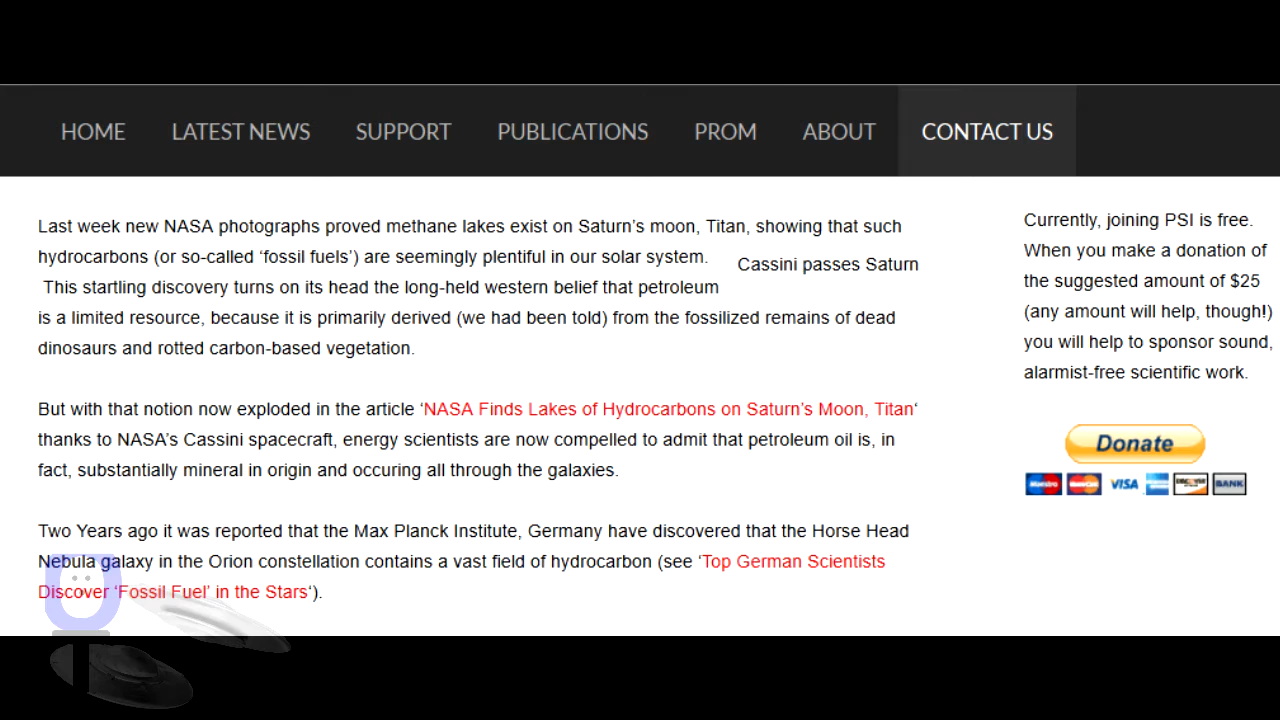 HOME LATEST NEWS SUPPORT PUBLICATIONS PROM ABOUT CONTACT US
Last week new NASA photographs proved methane lakes exist on Saturn’s moon, Titan, showing that such
hydrocarbons (or so-called ‘fossil fuels’) are seemingly plentiful in our solar system.
Cassini passes Saturn
This startling discovery turns on its head the long-held western belief that petroleum
is a limited resource, because it is primarily derived (we had been told) from the fossilized remains of dead
dinosaurs and rotted carbon-based vegetation.
But with that notion now exploded in the article ‘NASA Finds Lakes of Hydrocarbons on Saturn’s Moon, Titan‘
thanks to NASA’s Cassini spacecraft, energy scientists are now compelled to admit that petroleum oil is, in
fact, substantially mineral in origin and occuring all through the galaxies.
Two Years ago it was reported that the Max Planck Institute, Germany have discovered that the Horse Head
Nebula galaxy in the Orion constellation contains a vast field of hydrocarbon (see ‘Top German Scientists
Discover ‘Fossil Fuel’ in the Stars‘).
Currently, joining PSI is free.
When you make a donation of
the suggested amount of $25
(any amount will help, though!)
you will help to sponsor sound,
alarmist-free scientific work.
Donate
Maestro MasterCard VISA DISCOVER BANK